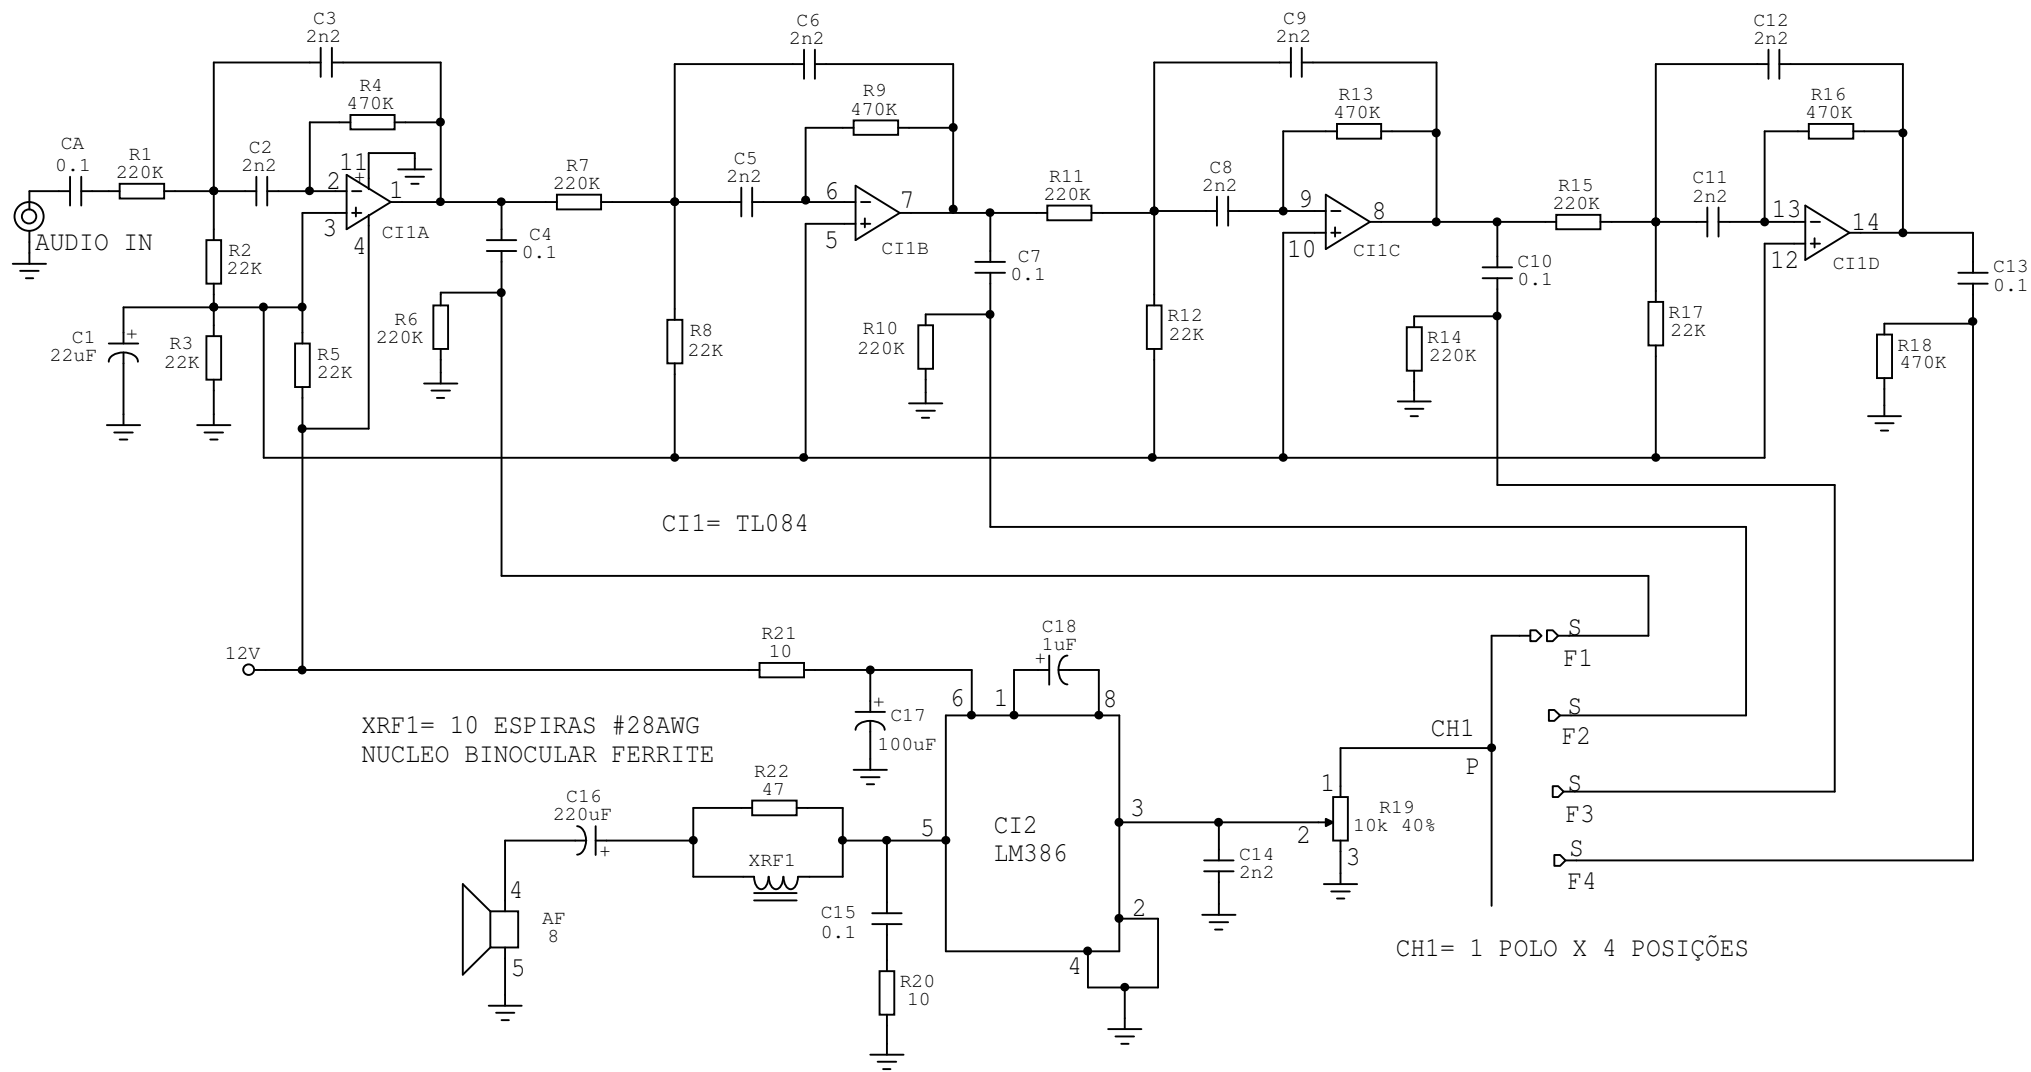 C3
2n2
C6
2n2
C9
2n2
C12
2n2
R4
470K
R9
470K
R13
470K
R16
470K
CA
0.1
R1
220K
C2
2n2
11
+
2
−
1
+
3
4
CI1A
R7
220K
C5
2n2
6
−
7
+
5
CI1B
R11
220K
C8
2n2
9
−
8
+
10
CI1C
R15
220K
C11
2n2
13
−
14
+
12
CI1D
AUDIO IN
R2
22K
C4
0.1
C7
0.1
C10
0.1
C13
0.1
C1
+
22uF
R3
22K
R5
22K
R6
220K
R8
22K
R10
220K
R12
22K
R14
220K
R17
22K
R18
470K
CI1= TL084
12V
R21
10
C18
1uF
+
6
1
8
+
C17
100uF
XRF1= 10 ESPIRAS #28AWG
NUCLEO BINOCULAR FERRITE
S
F1
S
F2
S
F3
S
F4
CH1
P
R22
47
C16
220uF
+
XRF1
5
CI2
LM386
3
1
2
R19
10k 40%
3
C14
2n2
C15
0.1
2
4
4
AF
8
5
R20
10
CH1= 1 POLO X 4 POSIÇÕES